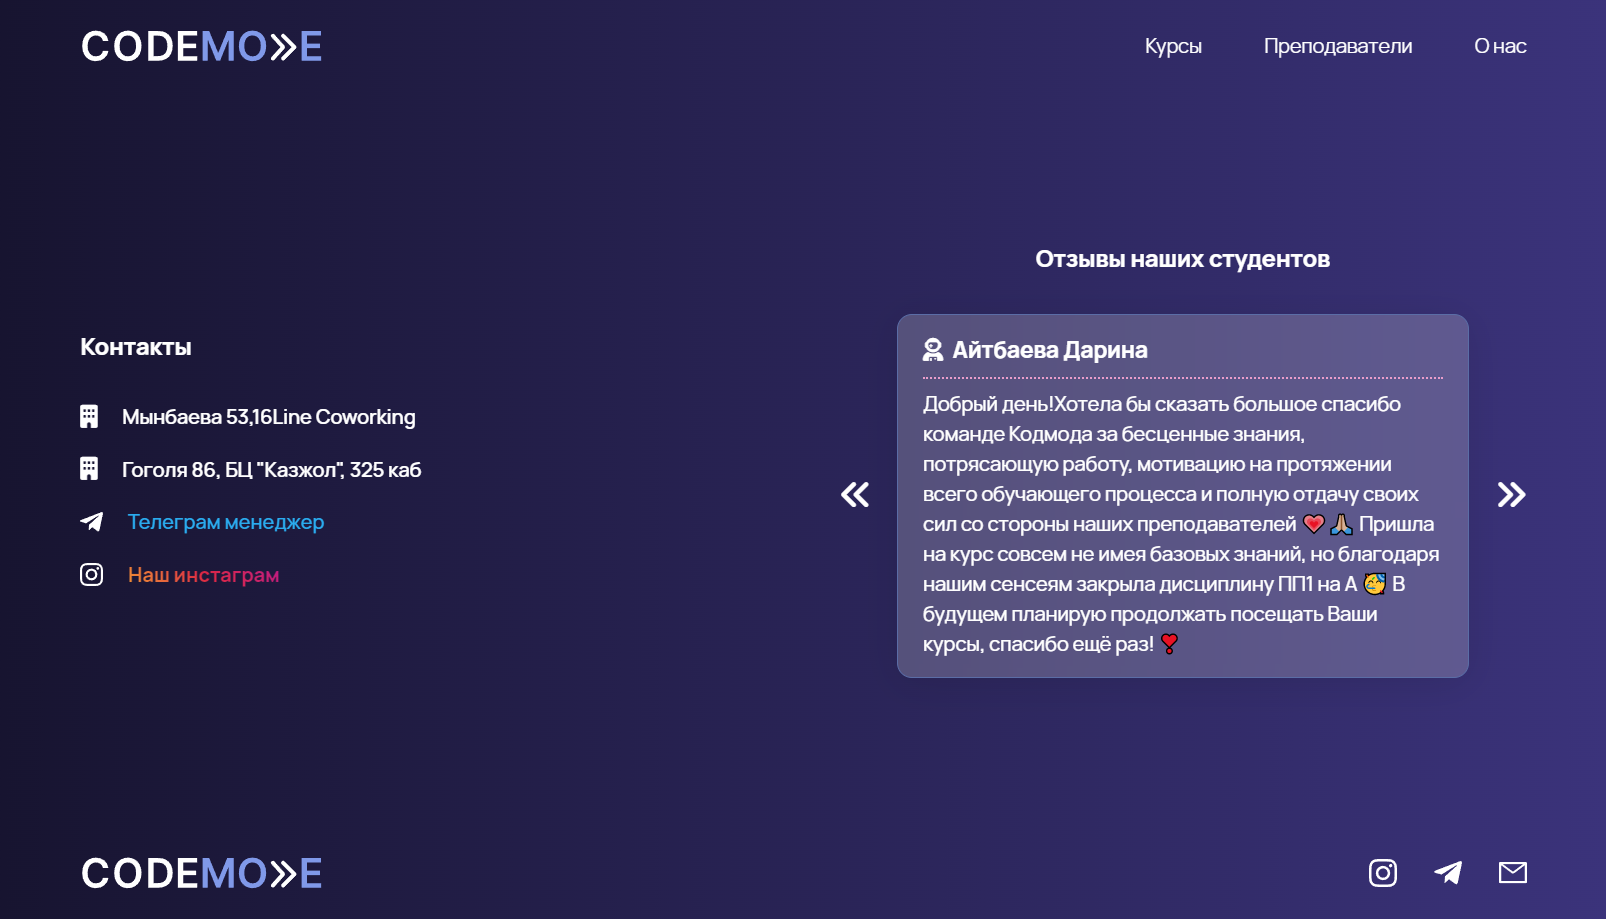 CODEMO»E
Курсы Преподаватели О нас
Отзывы наших студентов
Контакты
Мынбаева 53,16Line Coworking
Гоголя 86, БЦ "Казжол", 325 каб
Телеграм менеджер
Наш инстаграм
Айтбаева Дарина
Добрый день!Хотела бы сказать большое спасибо
команде Кодмода за бесценные знания,
потрясающую работу, мотивацию на протяжении
всего обучающего процесса и полную отдачу своих
сил со стороны наших преподавателей 💗🙏🏼 Пришла
на курс совсем не имея базовых знаний, но благодаря
нашим сенсеям закрыла дисциплину ПП1 на А 🥳 В
будущем планирую продолжать посещать Ваши
курсы, спасибо ещё раз! ❣️
CODEMO»E